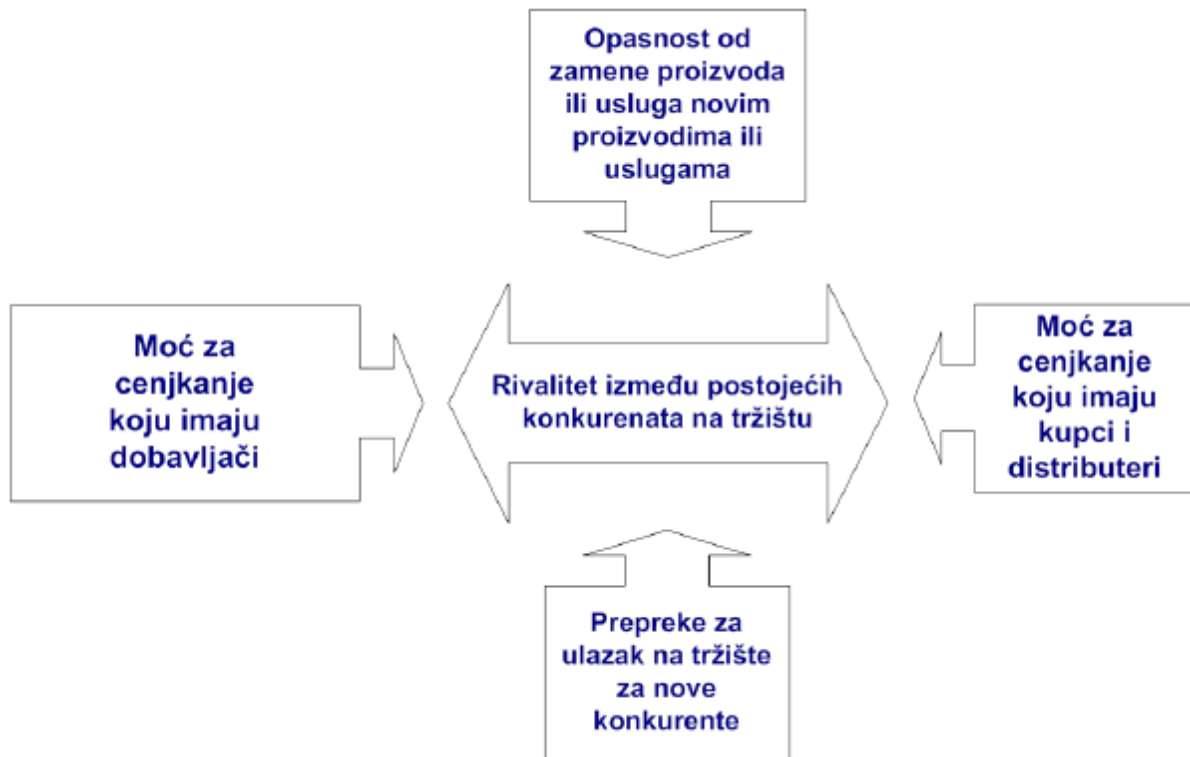 Opasnost od
zamene proizvoda
ili usluga novim
proizvodima ili
uslugama
Moć za
cenjkanje
koju imaju
dobavljači
Rivalitet između postojećih
konkurenata na tržištu
Moć za
cenjkanje
koju imaju
kupci i
distributeri
Prepreke za
ulazak na tržište
za nove
konkurente